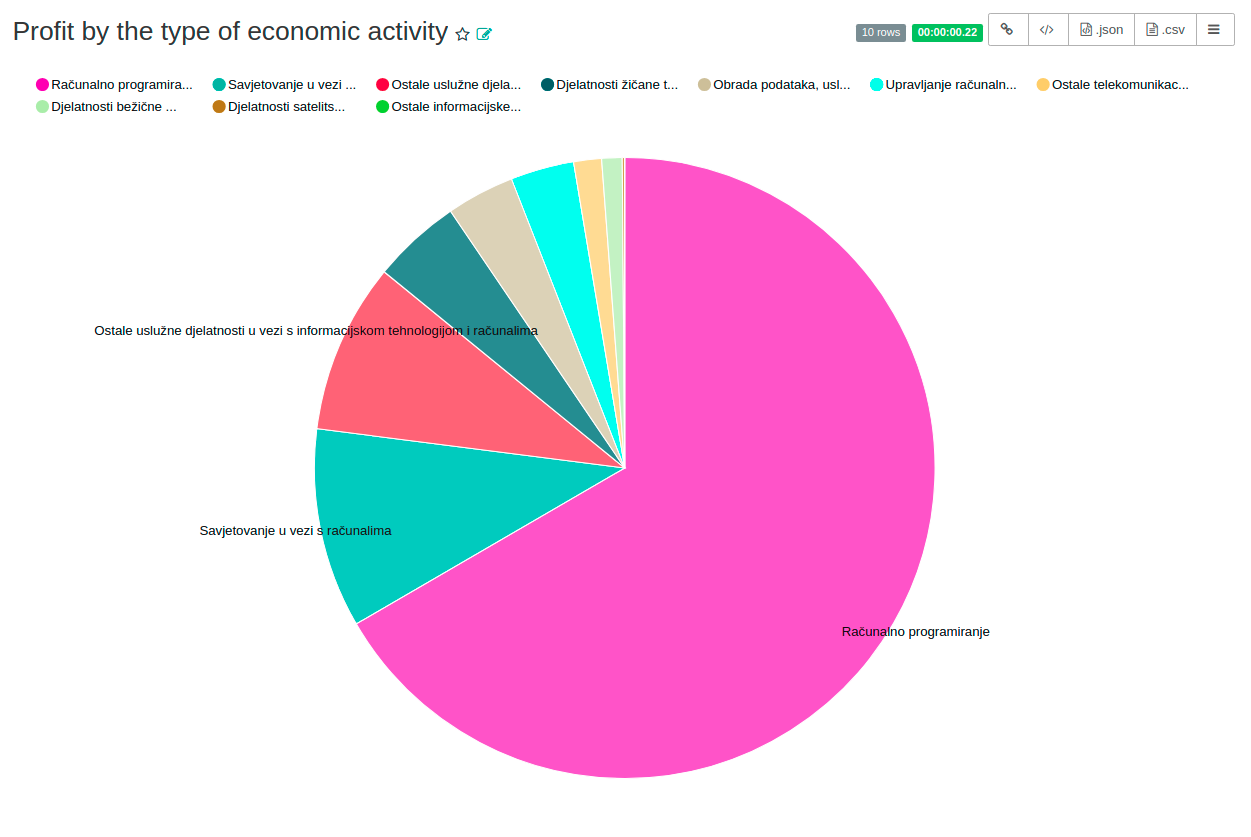 Profit by the type of economic activity
10 rows 00:00:00.22 .json .csv
Računalno programira... Savjetovanje u vezi ... Ostale uslužne djela... Djelatnosti žičane t... Obrada podataka, usl... Upravljanje računaln... Ostale telekomunikac...
Djelatnosti bežične ... Djelatnosti satelits... Ostale informacijske...
Ostale uslužne djelatnosti u vezi s informacijskom tehnologijom i računalima
Savjetovanje u vezi s računalima
Računalno programiranje